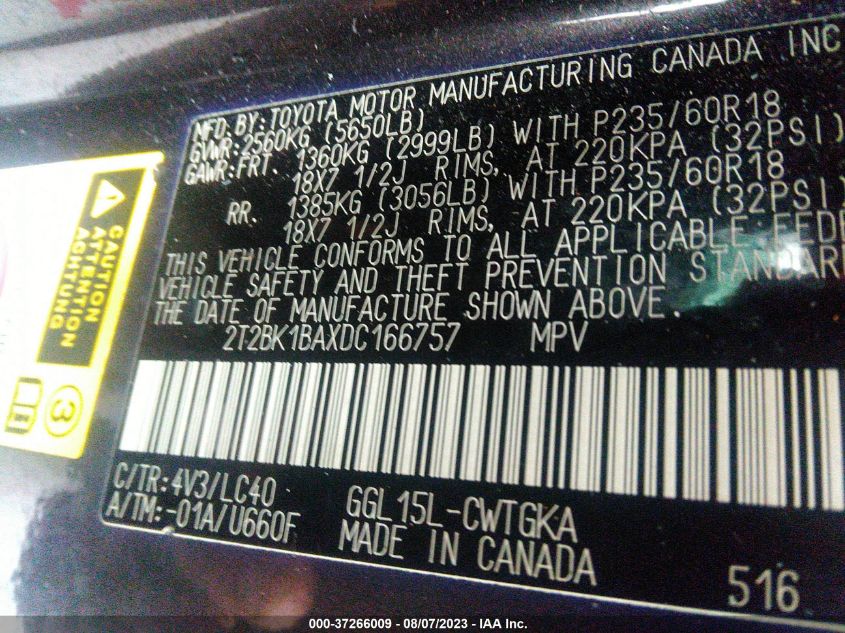 MFD. BY: TOYOTA MOTOR MANUFACTURING CANADA INC
GVWR: 2560KG (5650LB)
GAWR: FRT. 1360KG (2999LB) WITH P235/60R18
18X7 1/2J RIMS, AT 220KPA (32PSI)
RR. 1385KG (3056LB) WITH P235/60R18
18X7 1/2J RIMS, AT 220KPA (32PSI)
THIS VEHICLE CONFORMS TO ALL APPLICABLE FEDE
VEHICLE SAFETY AND THEFT PREVENTION STANDAR
THE DATE OF MANUFACTURE SHOWN ABOVE.
2T2BK1BAXDC166757 MPV
C/TR: 4V3/LC40
A/TM: -01A/U660F
GGL15L-CWTGKA
MADE IN CANADA
516
CAUTION
ATTENTION
ACHTUNG
3
000-37266009 - 08/07/2023 - IAA Inc.